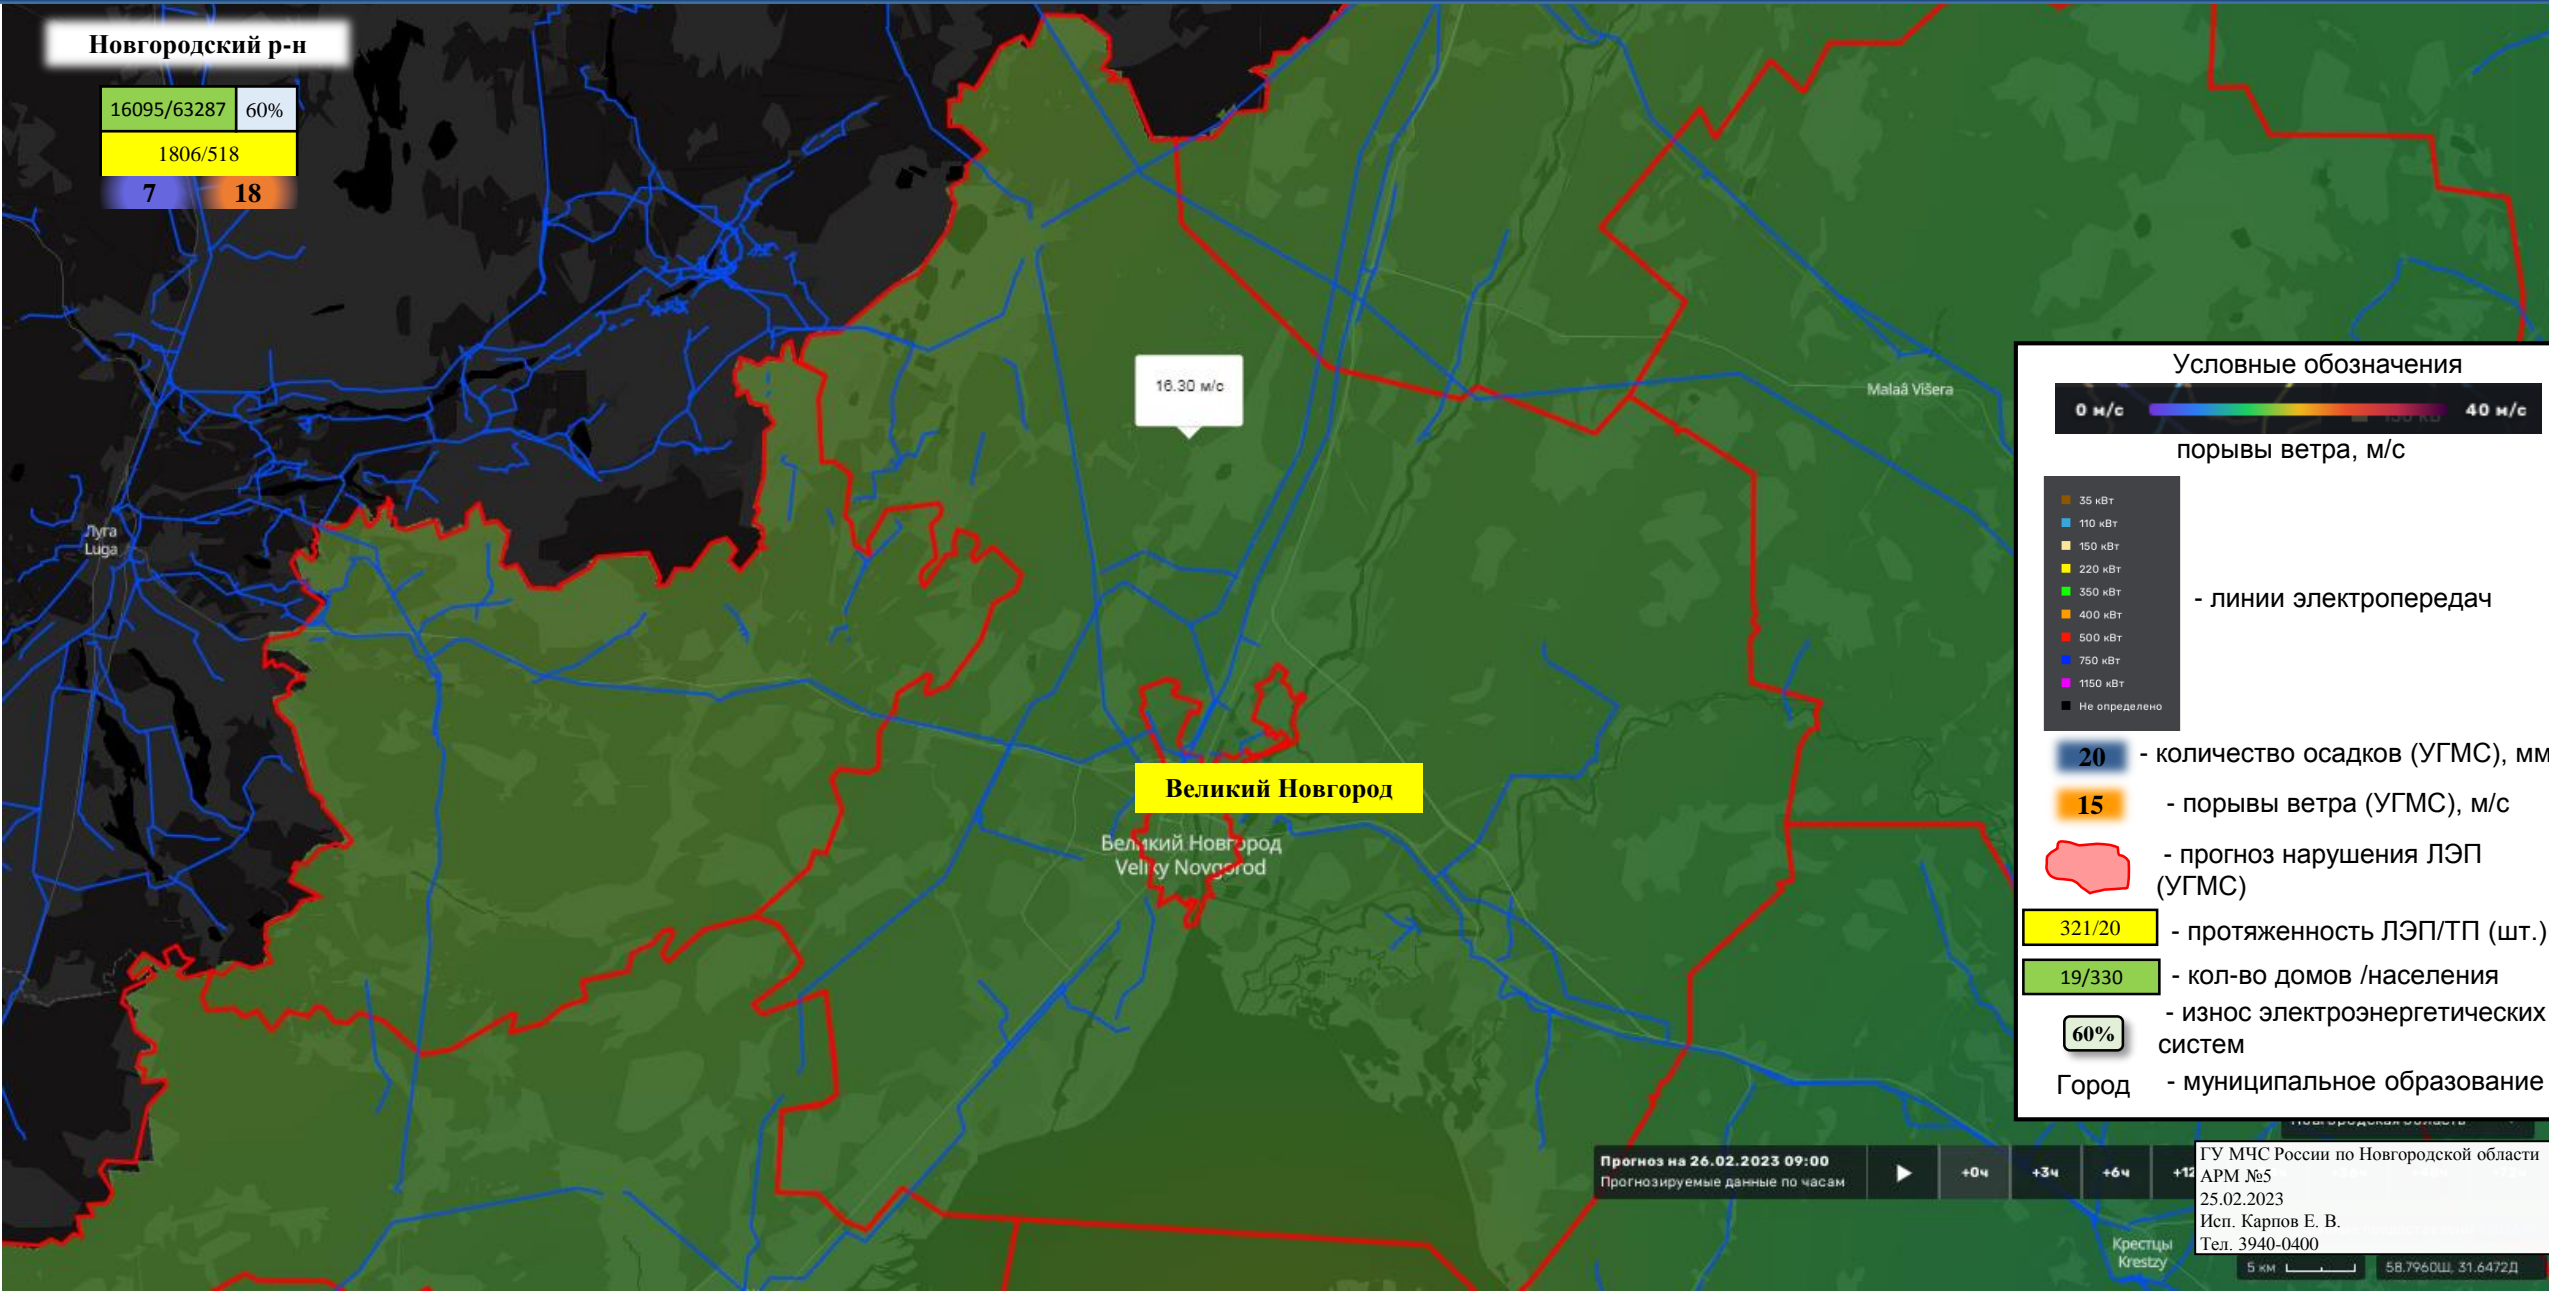 Новгородский р-н
16095/63287 60%
1806/518
7 18
16.30 м/с
Malaâ Višera
Луга
Luga
Великий Новгород
Великий Новгород
Veliky Novgorod
Условные обозначения
0 м/с 40 м/с
порывы ветра, м/с
35 кВт
110 кВт
150 кВт
220 кВт
350 кВт
400 кВт
500 кВт
750 кВт
1150 кВт
Не определено
- линии электропередач
20 - количество осадков (УГМС), мм
15 - порывы ветра (УГМС), м/с
- прогноз нарушения ЛЭП
(УГМС)
321/20 - протяженность ЛЭП/ТП (шт.)
19/330 - кол-во домов /населения
60% - износ электроэнергетических
систем
Город - муниципальное образование
Прогноз на 26.02.2023 09:00
Прогнозируемые данные по часам
+0ч +3ч +6ч +12
ГУ МЧС России по Новгородской области
АРМ №5
25.02.2023
Исп. Карпов Е. В.
Тел. 3940-0400
Крестцы
Krestzy
5 км 58.7960Ш, 31.6472Д